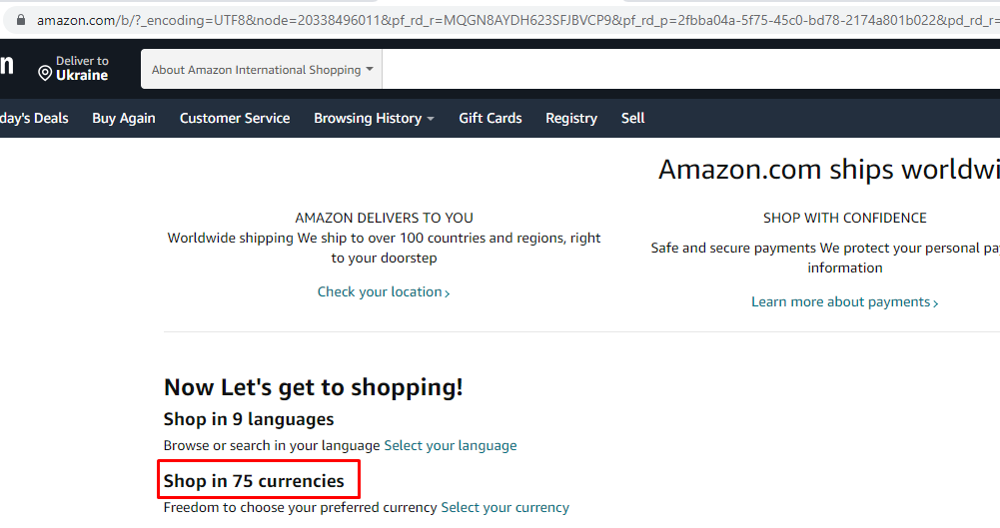 amazon.com/b/?_encoding=UTF8&node=20338496011&pf_rd_r=MQGN8AYDH623SFJBVCP9&pf_rd_p=2fbba04a-5f75-45c0-bd78-2174a801b022&pd_rd_r=
n
Deliver to
Ukraine
About Amazon International Shopping
day's Deals Buy Again Customer Service Browsing History Gift Cards Registry Sell
Amazon.com ships worldwi
AMAZON DELIVERS TO YOU
Worldwide shipping We ship to over 100 countries and regions, right
to your doorstep
Check your location ›
SHOP WITH CONFIDENCE
Safe and secure payments We protect your personal pay
information
Learn more about payments ›
Now Let's get to shopping!
Shop in 9 languages
Browse or search in your language Select your language
Shop in 75 currencies
Freedom to choose your preferred currency Select your currency